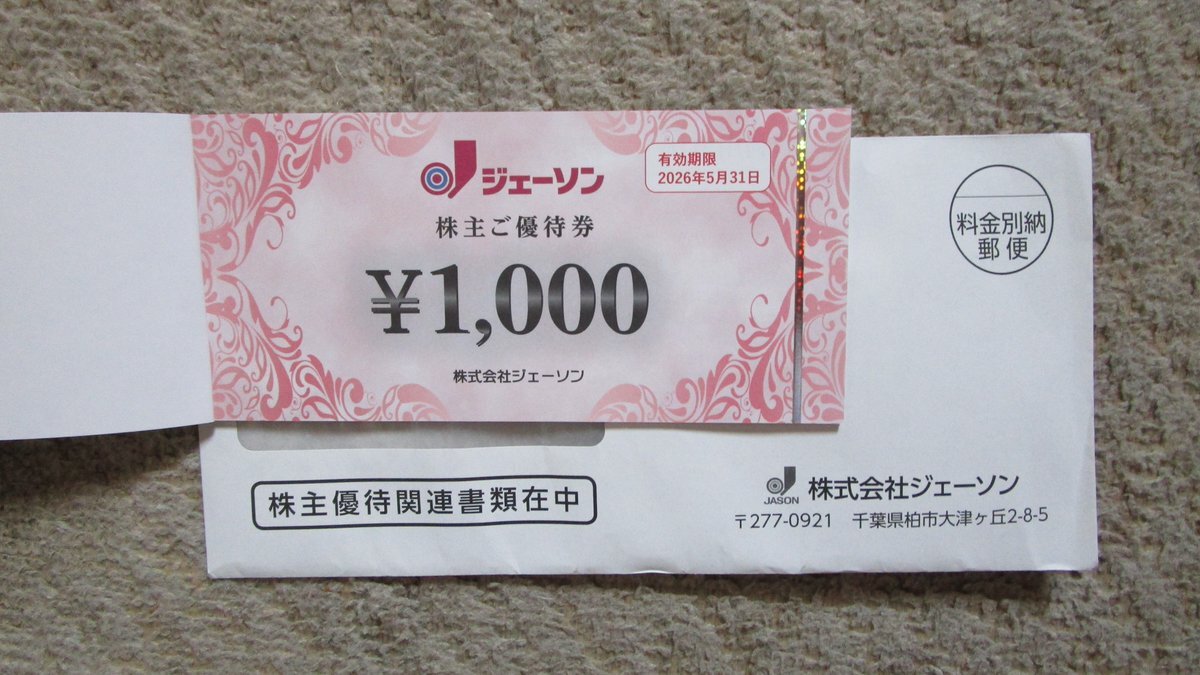 ジェーソン
有効期限
2026年5月31日
株主ご優待券
¥1,000
株式会社ジェーソン
料金別納
郵便
株主優待関連書類在中
JASON
株式会社ジェーソン
〒277-0921 千葉県柏市大津ヶ丘2-8-5